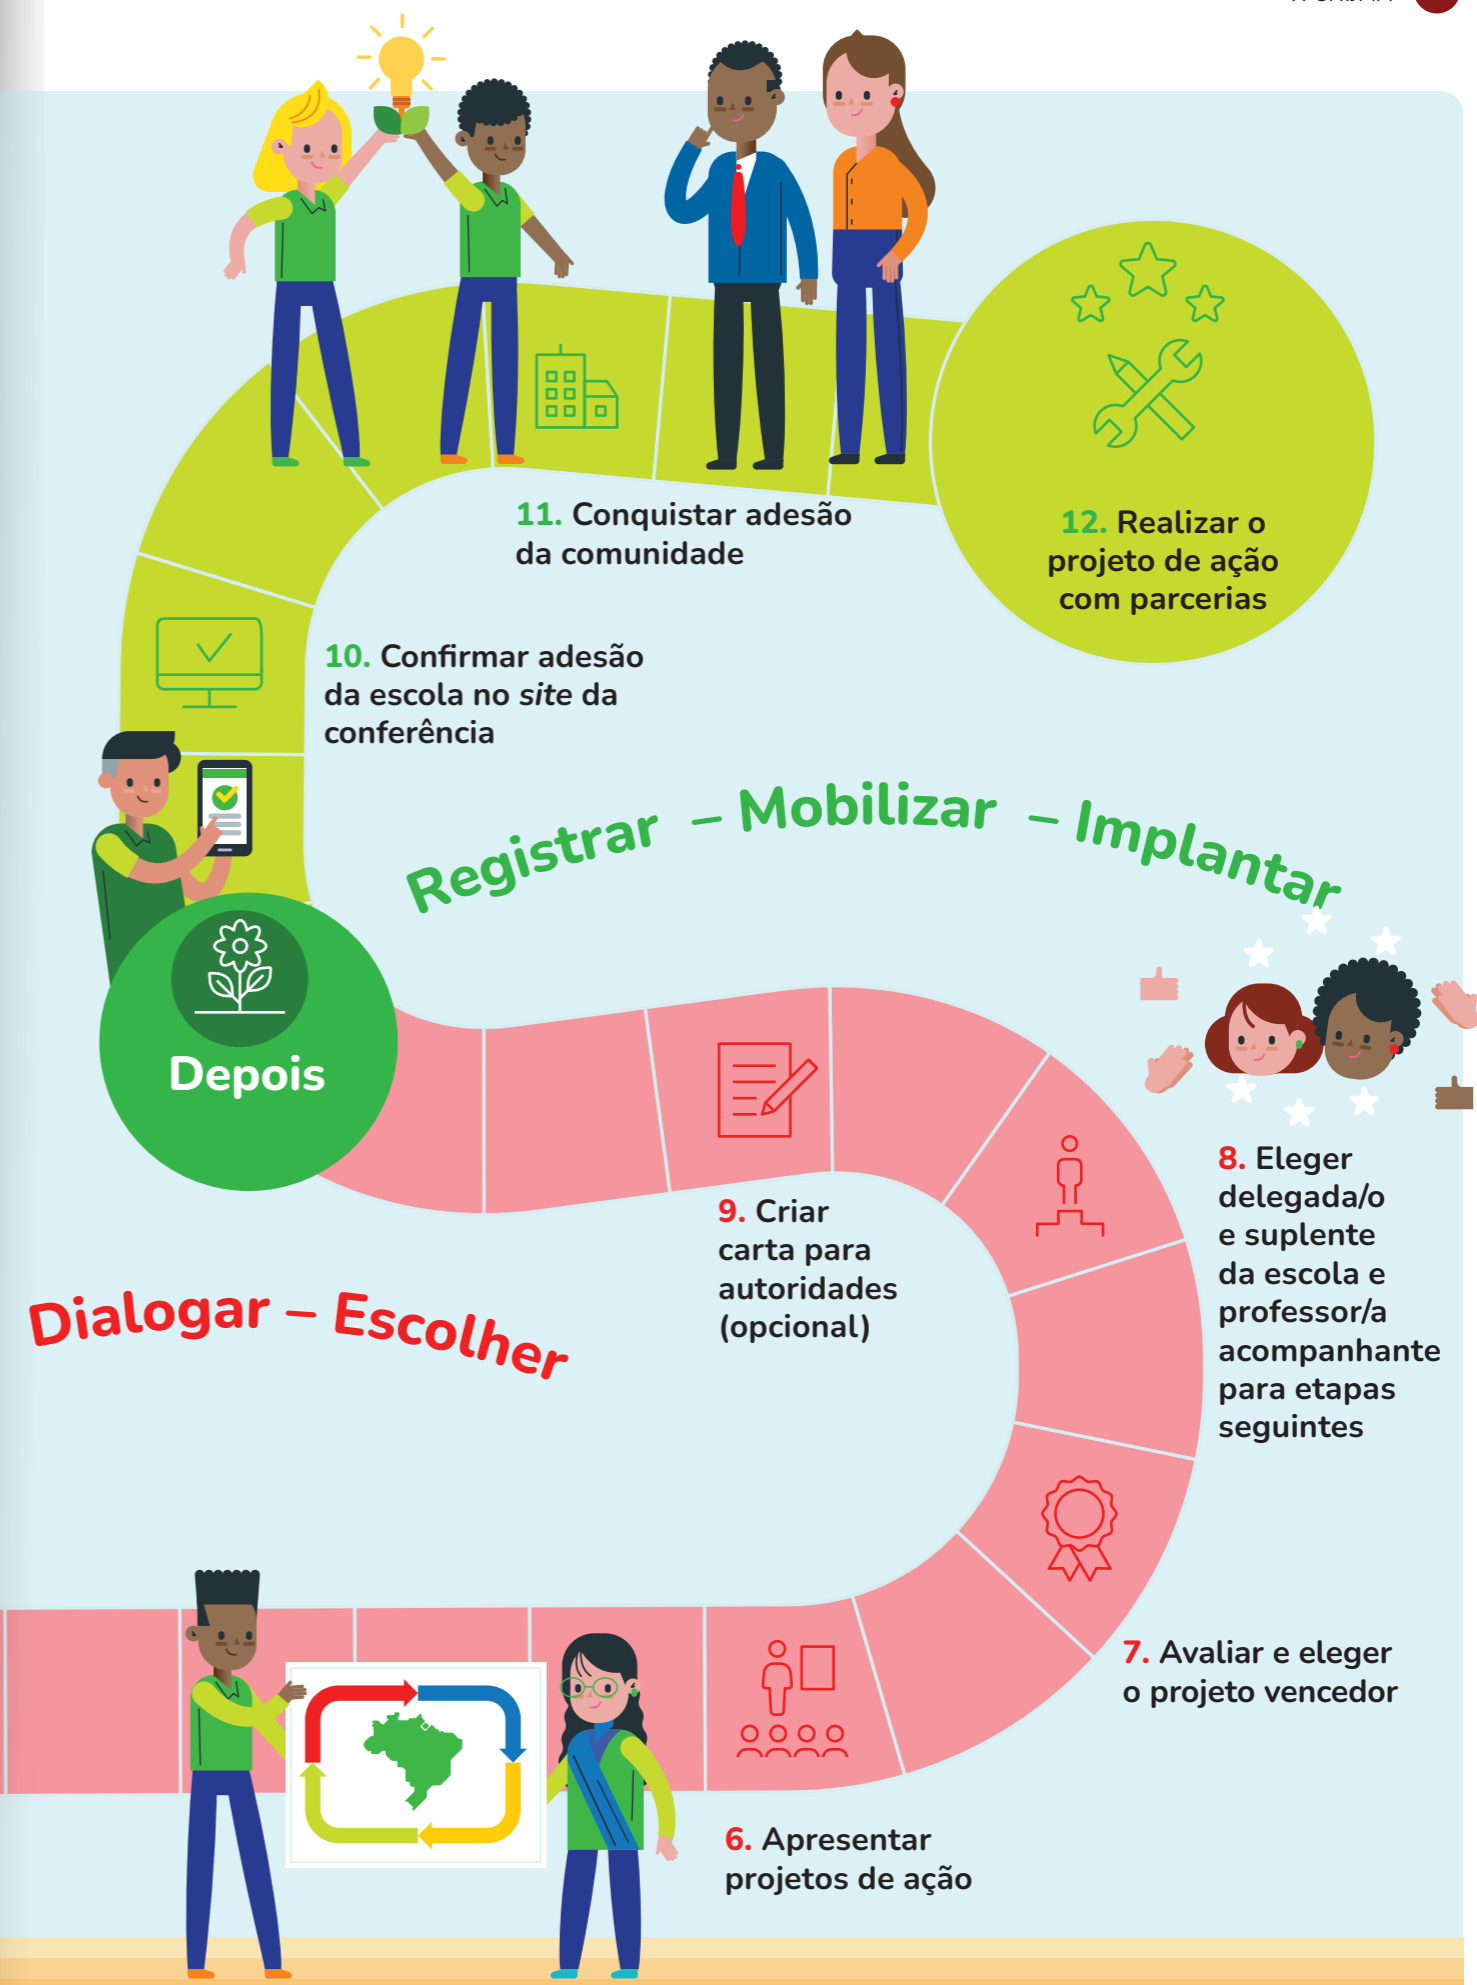 11. Conquistar adesão
da comunidade
12. Realizar o
projeto de ação
com parcerias
10. Confirmar adesão
da escola no site da
conferência
Registrar – Mobilizar – Implantar
Depois
8. Eleger
delegada/o
e suplente
da escola e
professor/a
acompanhante
para etapas
seguintes
9. Criar
carta para
autoridades
(opcional)
Dialogar – Escolher
7. Avaliar e eleger
o projeto vencedor
6. Apresentar
projetos de ação